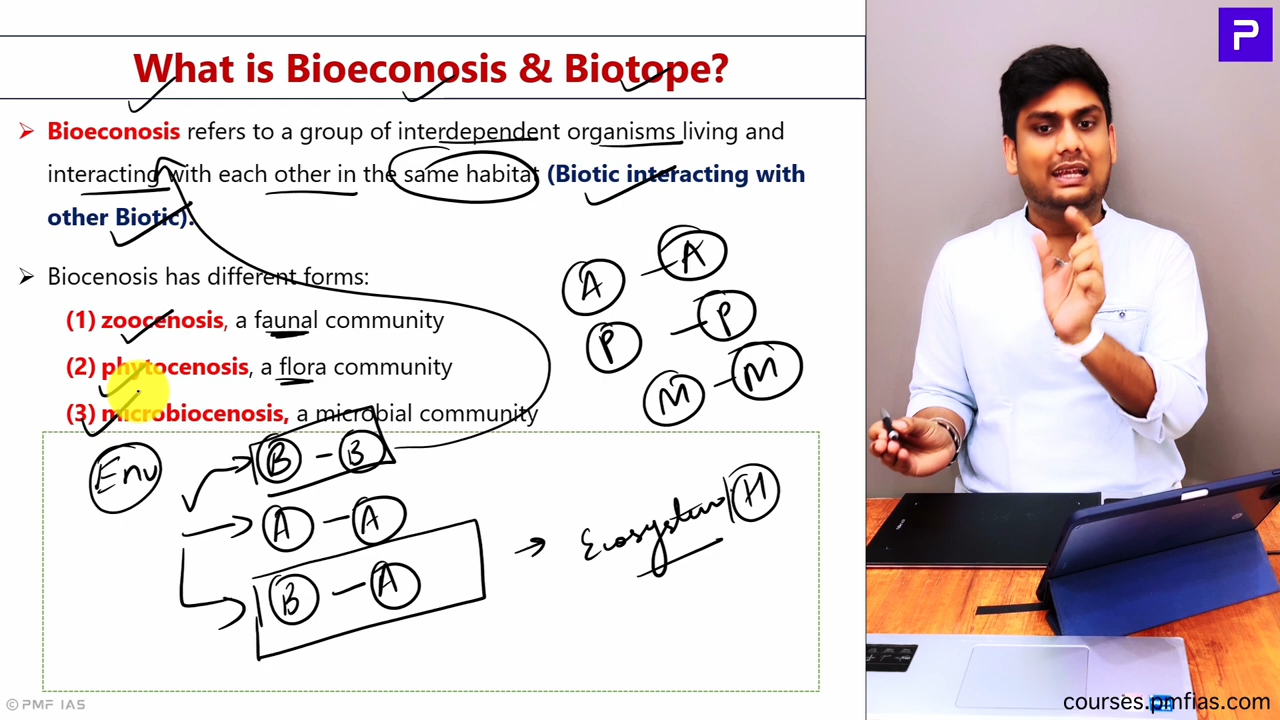 What is Bioeconosis & Biotope?
➤ Bioeconosis refers to a group of interdependent organisms living and
interacting with each other in the same habitat (Biotic interacting with
other Biotic).
➤ Biocenosis has different forms:
(1) zoocenosis, a faunal community
(2) phytocenosis, a flora community
(3) microbiocenosis, a microbial community
A - A
P - P
M - M
Env
B - B
A - A
B - A
→ Ecosystem / H
© PMF IAS
P
courses.pmfias.com